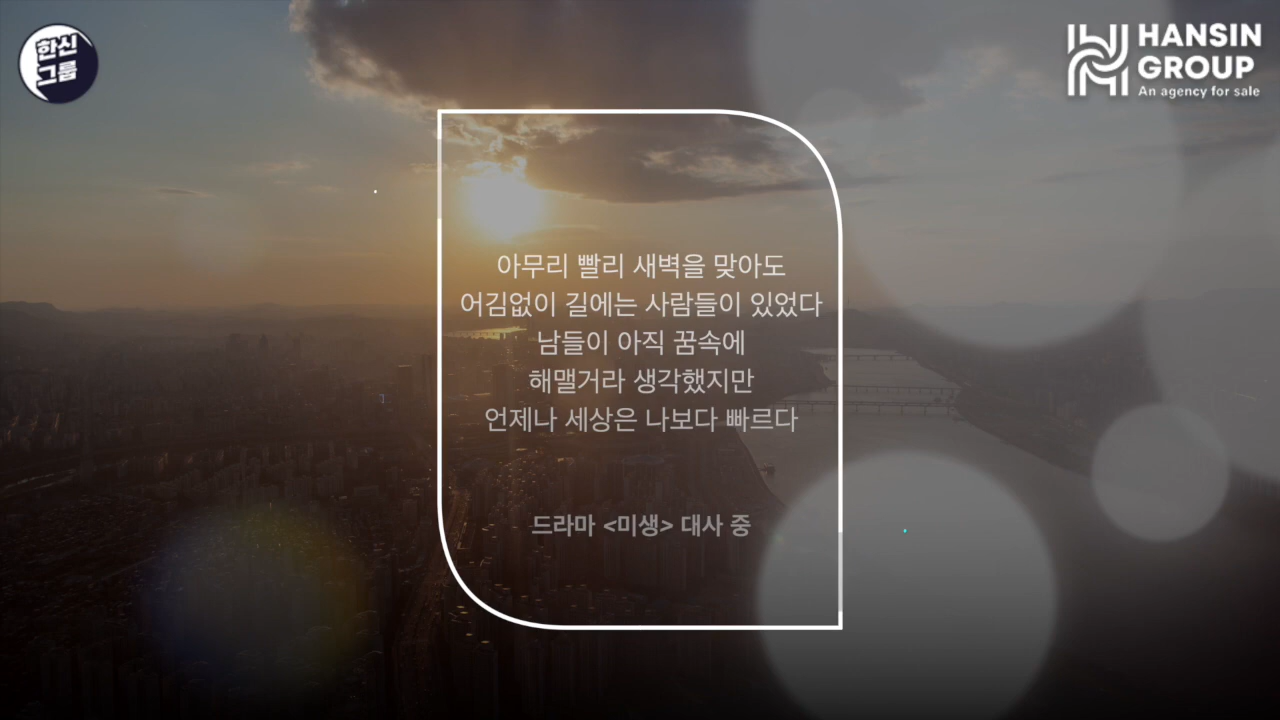 한신
그룹
HANSIN
GROUP
An agency for sale
아무리 빨리 새벽을 맞아도
어김없이 길에는 사람들이 있었다
남들이 아직 꿈속에
해맬거라 생각했지만
언제나 세상은 나보다 빠르다
드라마 <미생> 대사 중